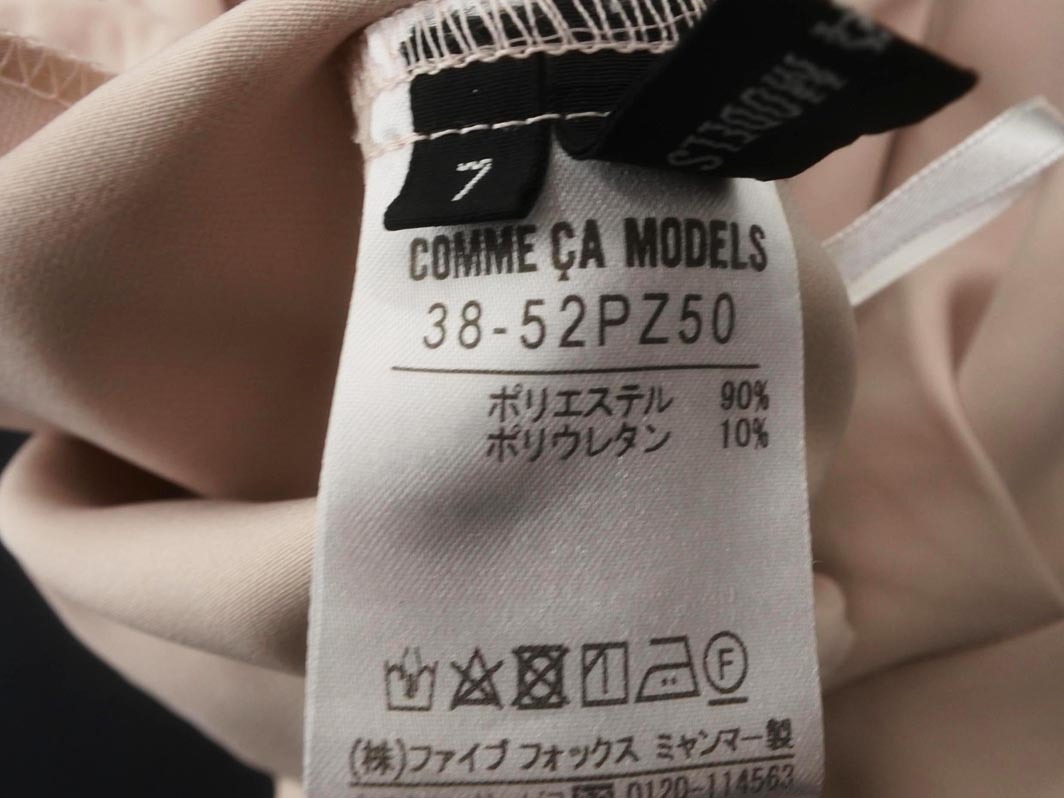 MODELS
7
COMME ÇA MODELS
38-52PZ50
ポリエステル 90%
ポリウレタン 10%
F
(株)ファイブ フォックス ミャンマー製
0120-114563